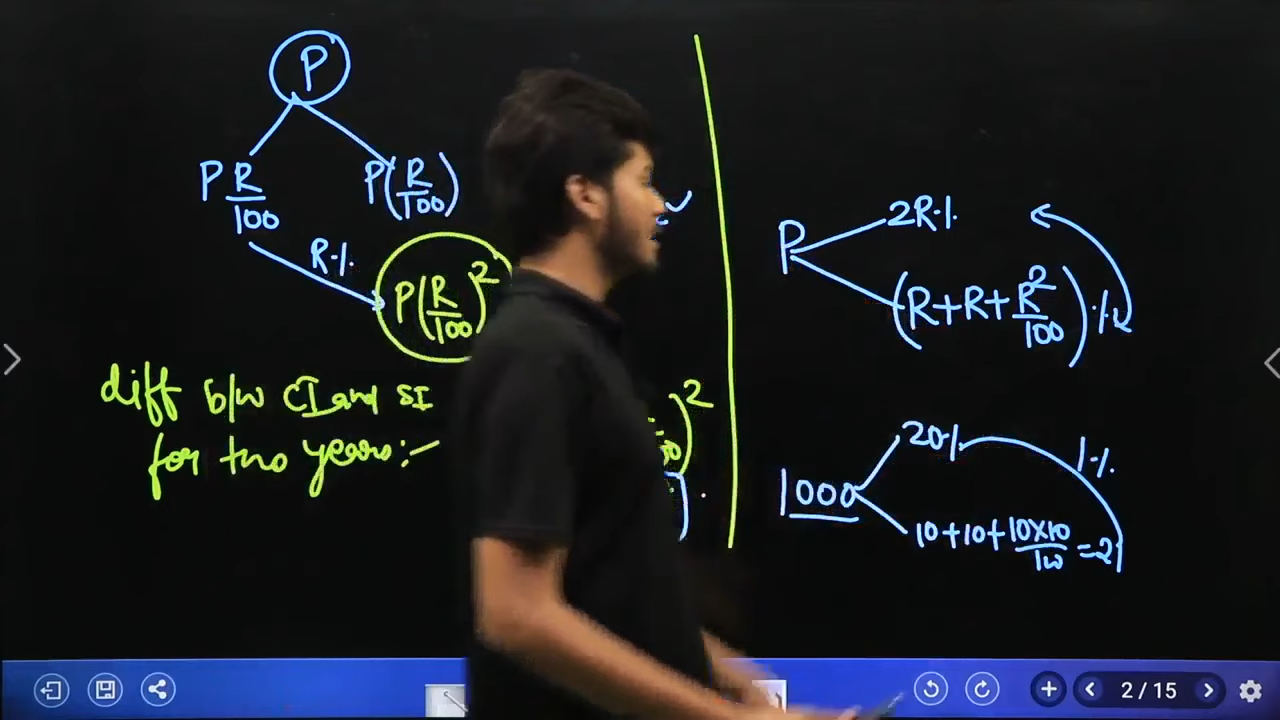 P
P R/100
P(R/100)
R%
P(R/100)²
diff b/w CI and SI
for two years:-
)²
P
2R%
(R+R+R²/100)%
1000
20%
1%
10+10+10×10/100=21
2 / 15